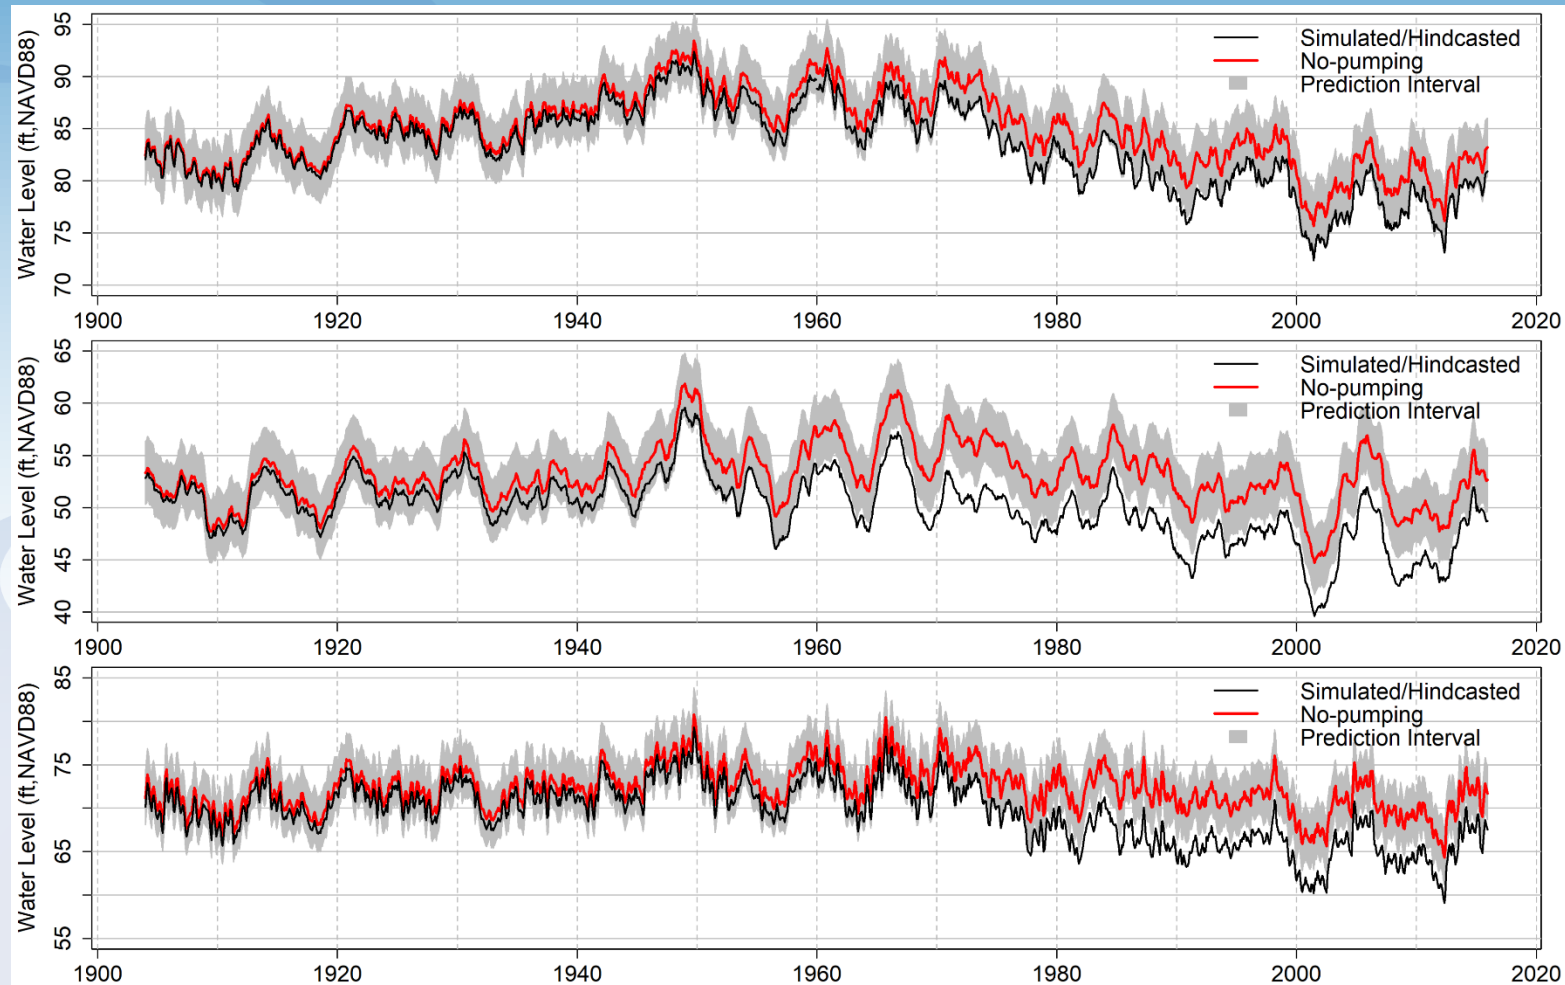 Water Level (ft,NAVD88)
95
90
85
80
75
70
Simulated/Hindcasted
No-pumping
Prediction Interval
1900 1920 1940 1960 1980 2000 2020
Water Level (ft,NAVD88)
65
60
55
50
45
40
Simulated/Hindcasted
No-pumping
Prediction Interval
1900 1920 1940 1960 1980 2000 2020
Water Level (ft,NAVD88)
85
75
65
55
Simulated/Hindcasted
No-pumping
Prediction Interval
1900 1920 1940 1960 1980 2000 2020